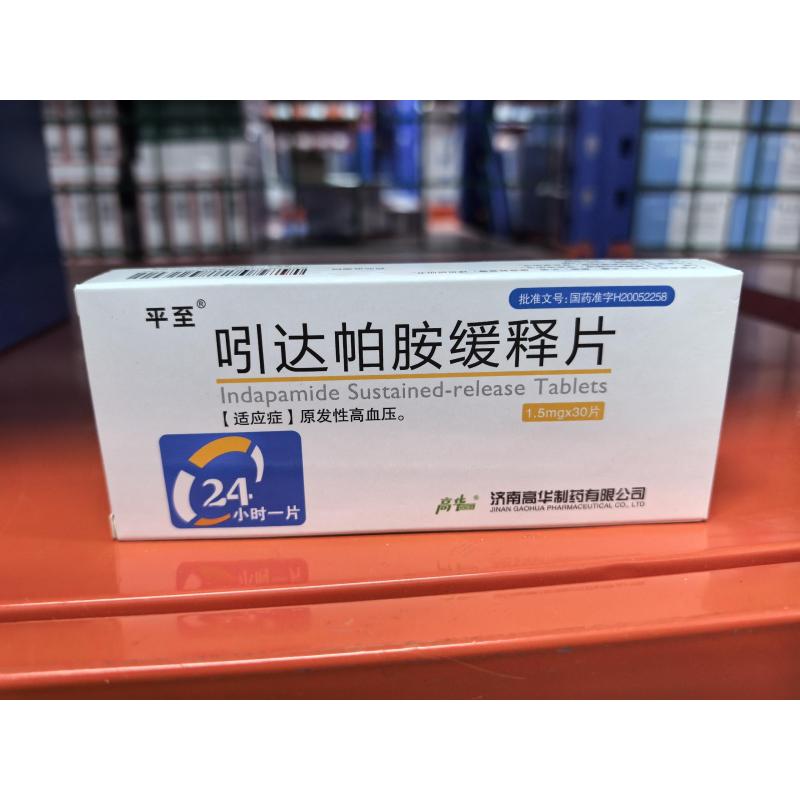 平至®
批准文号：国药准字H20052258
吲达帕胺缓释片
Indapamide Sustained-release Tablets
【适应症】原发性高血压。
1.5mgx30片
24
小时一片
高华®
济南高华制药有限公司
JINAN GAOHUA PHARMACEUTICAL CO., LTD